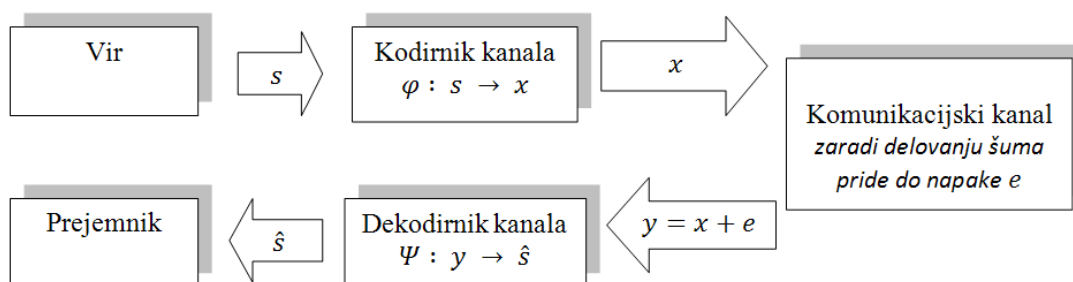 Vir
s
Kodirnik kanala
φ : s → x
x
Komunikacijski kanal
zaradi delovanju šuma
pride do napake e
y = x + e
Dekodirnik kanala
Ψ : y → ŝ
ŝ
Prejemnik